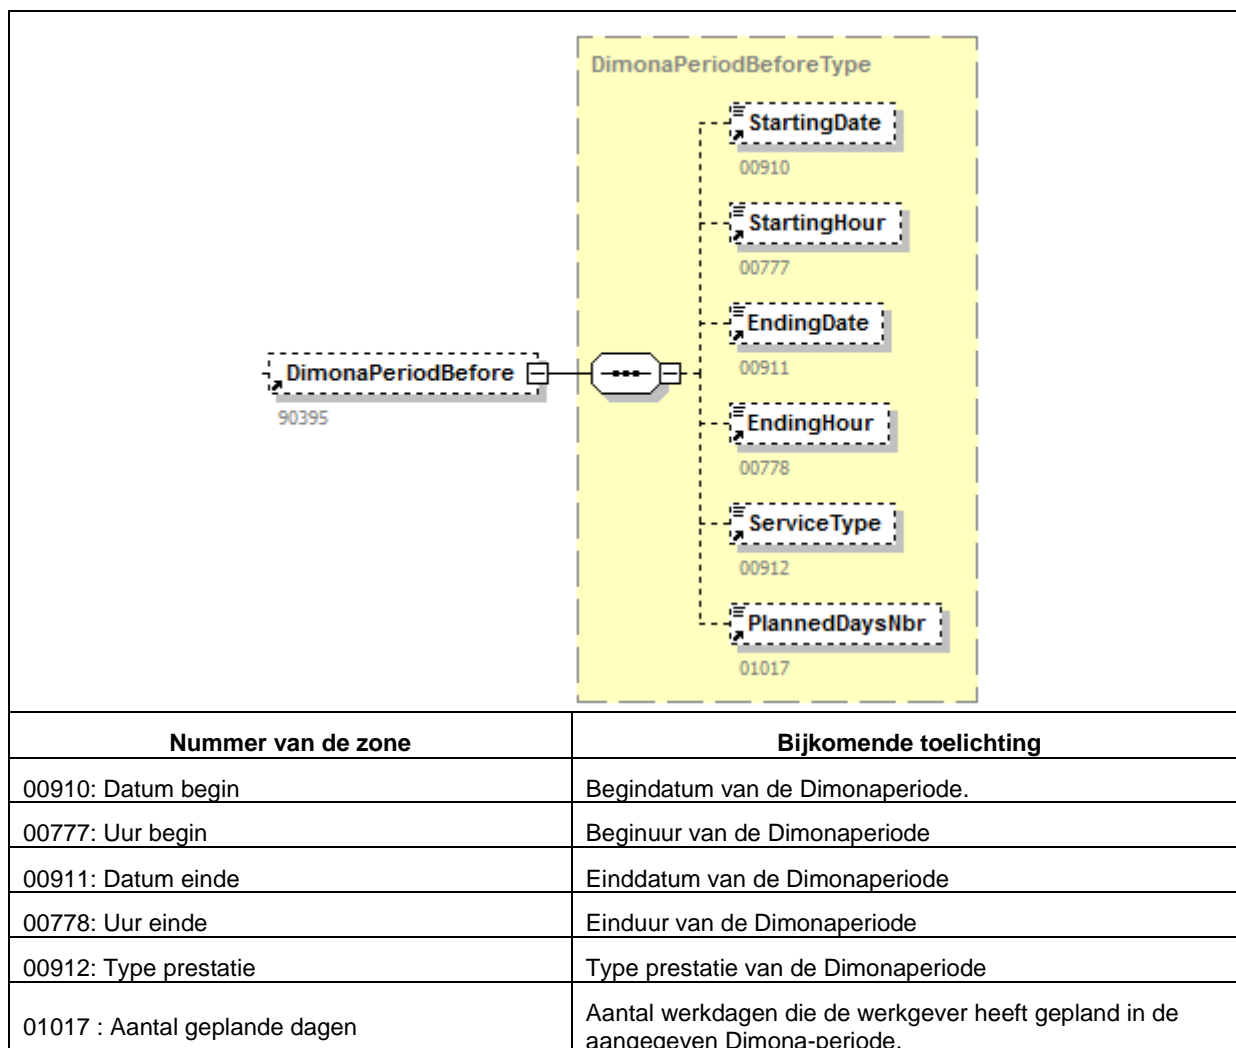 DimonaPeriodBeforeType
StartingDate
00910
StartingHour
00777
EndingDate
00911
DimonaPeriodBefore
90395
EndingHour
00778
ServiceType
00912
PlannedDaysNbr
01017
Nummer van de zone
Bijkomende toelichting
00910: Datum begin
Begindatum van de Dimonaperiode.
00777: Uur begin
Beginuur van de Dimonaperiode
00911: Datum einde
Einddatum van de Dimonaperiode
00778: Uur einde
Einduur van de Dimonaperiode
00912: Type prestatie
Type prestatie van de Dimonaperiode
01017 : Aantal geplande dagen
Aantal werkdagen die de werkgever heeft gepland in de
aangegeven Dimona-periode.